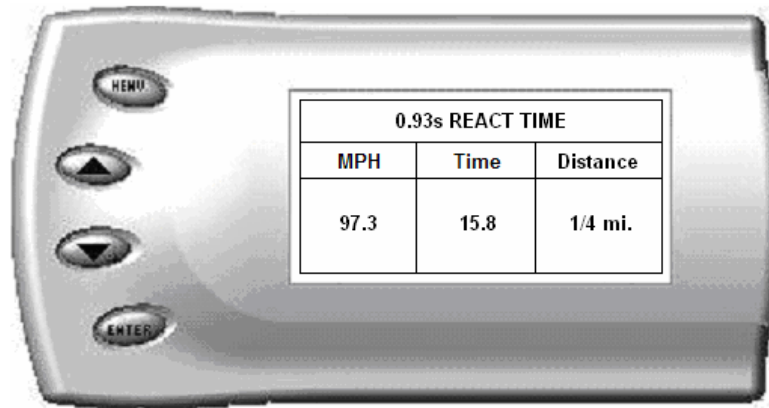 MENU
0.93s REACT TIME
MPH Time Distance
97.3 15.8 1/4 mi.
ENTER